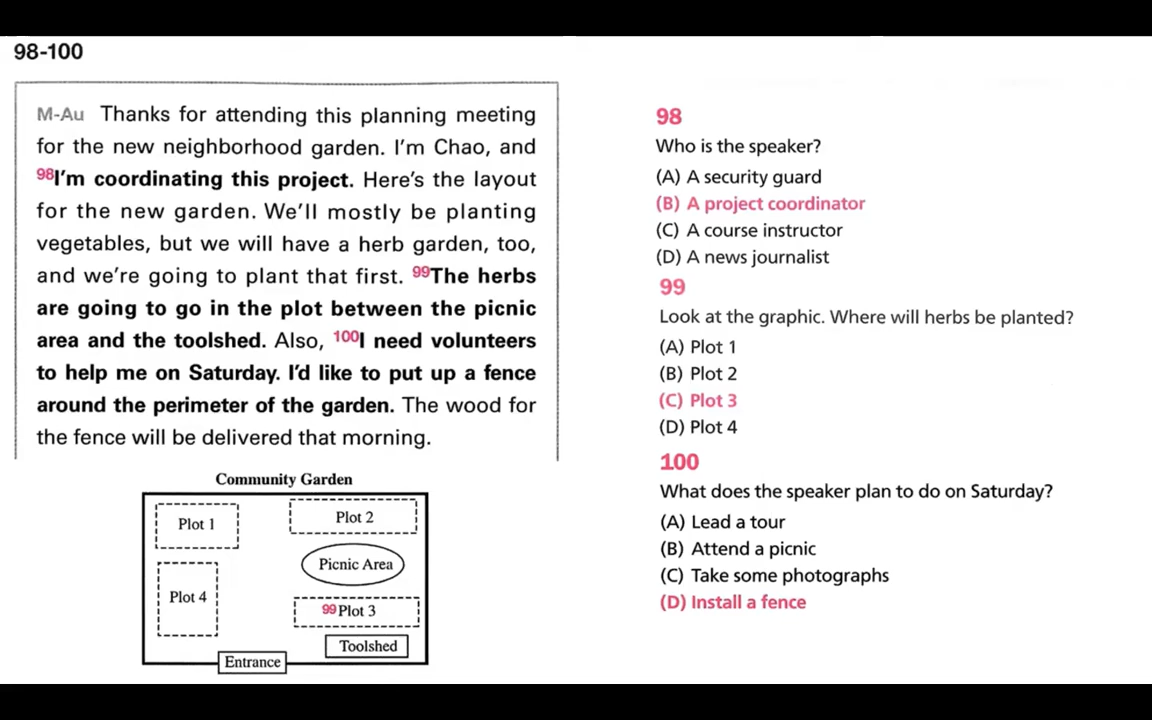 98-100
M-Au Thanks for attending this planning meeting
for the new neighborhood garden. I'm Chao, and
98I'm coordinating this project. Here's the layout
for the new garden. We'll mostly be planting
vegetables, but we will have a herb garden, too,
and we're going to plant that first. 99The herbs
are going to go in the plot between the picnic
area and the toolshed. Also, 100I need volunteers
to help me on Saturday. I'd like to put up a fence
around the perimeter of the garden. The wood for
the fence will be delivered that morning.
Community Garden
Plot 1
Plot 2
Picnic Area
Plot 4
99Plot 3
Toolshed
Entrance
98
Who is the speaker?
(A) A security guard
(B) A project coordinator
(C) A course instructor
(D) A news journalist
99
Look at the graphic. Where will herbs be planted?
(A) Plot 1
(B) Plot 2
(C) Plot 3
(D) Plot 4
100
What does the speaker plan to do on Saturday?
(A) Lead a tour
(B) Attend a picnic
(C) Take some photographs
(D) Install a fence